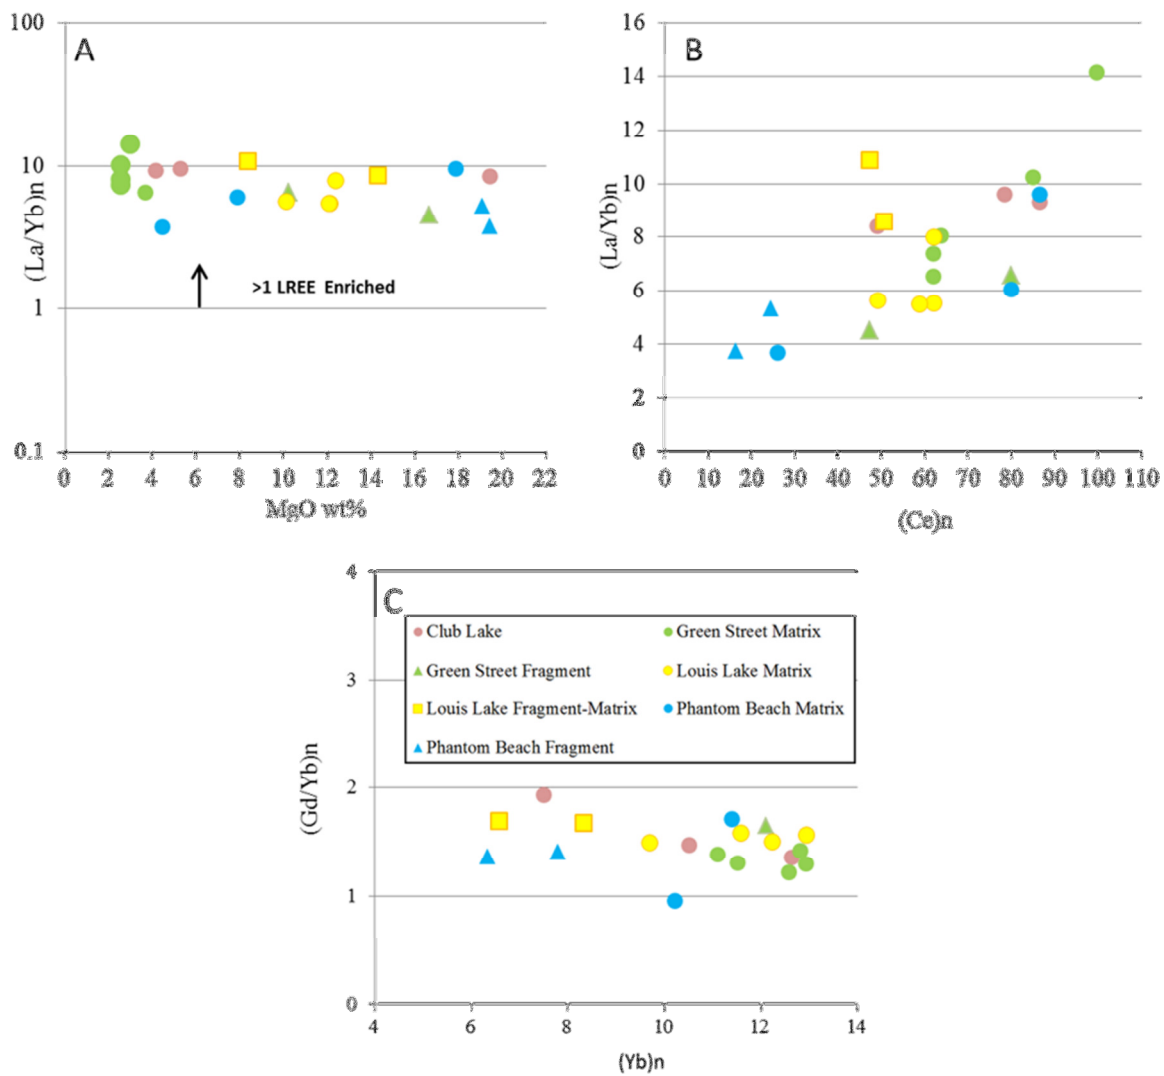 A
100
10
1
0.1
(La/Yb)n
>1 LREE Enriched
0 2 4 6 8 10 12 14 16 18 20 22
MgO wt%
B
16
14
12
10
8
6
4
2
0
(La/Yb)n
0 10 20 30 40 50 60 70 80 90 100 110
(Ce)n
C
4
3
2
1
0
(Gd/Yb)n
Club Lake Green Street Matrix
Green Street Fragment Louis Lake Matrix
Louis Lake Fragment-Matrix Phantom Beach Matrix
Phantom Beach Fragment
4 6 8 10 12 14
(Yb)n